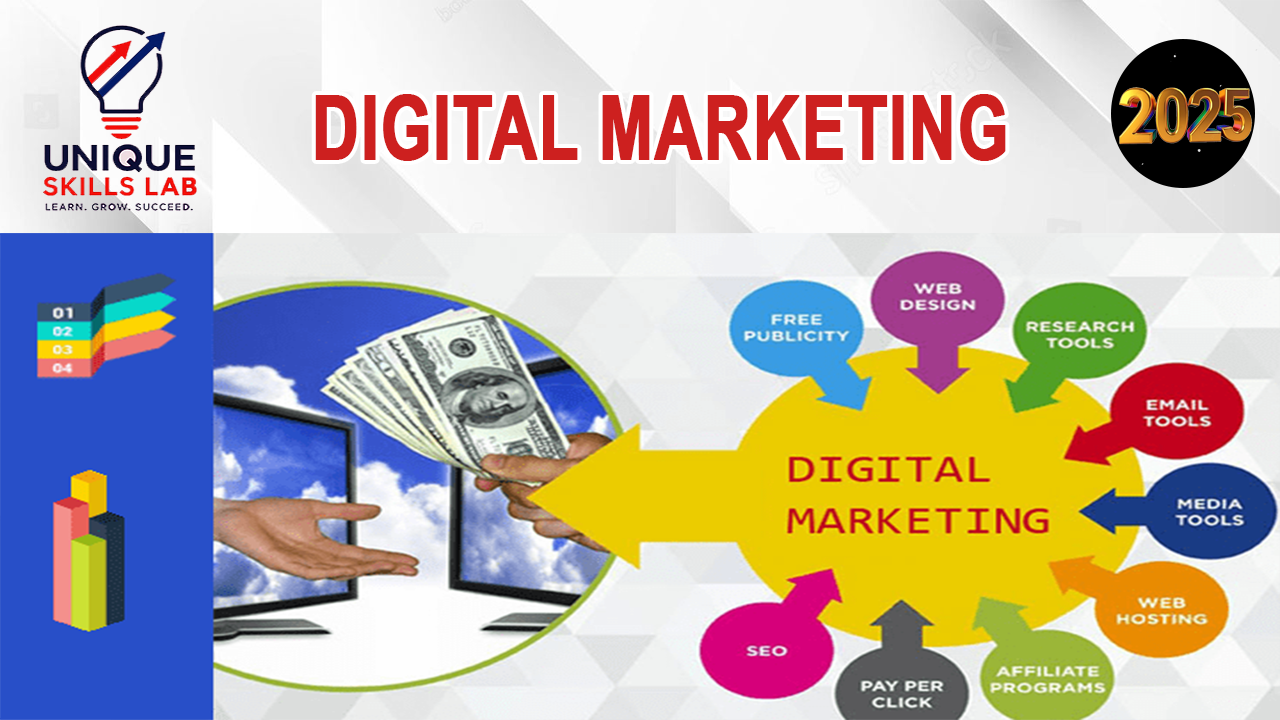 UNIQUE
SKILLS LAB
LEARN. GROW. SUCCEED.
DIGITAL MARKETING
2025
01
02
03
04
FREE
PUBLICITY
WEB
DESIGN
RESEARCH
TOOLS
EMAIL
TOOLS
MEDIA
TOOLS
WEB
HOSTING
AFFILIATE
PROGRAMS
PAY PER
CLICK
SEO
DIGITAL
MARKETING